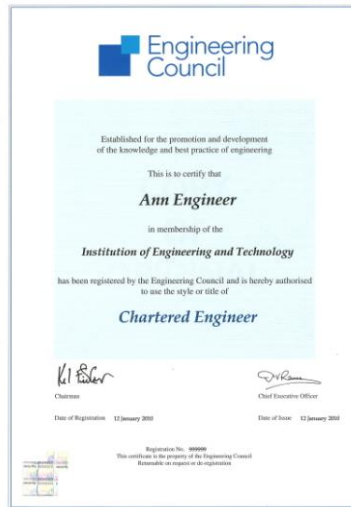 Engineering
Council
Established for the promotion and development
of the knowledge and best practice of engineering
This is to certify that
Ann Engineer
in membership of the
Institution of Engineering and Technology
has been registered by the Engineering Council and is hereby authorised
to use the style or title of
Chartered Engineer
Chairman
Chief Executive Officer
Date of Registration 12 January 2010
Date of Issue 12 January 2010
Registration No. 999999
This certificate is the property of the Engineering Council
Returnable on request or de-registration